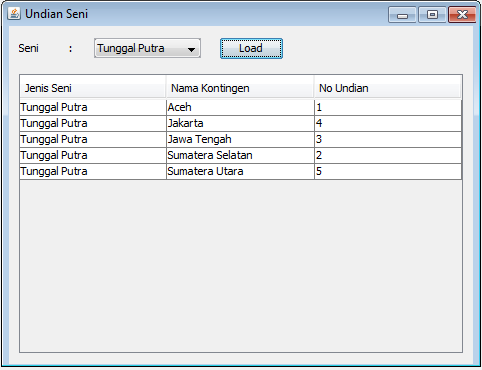 Undian Seni
Seni : Tunggal Putra Load
Jenis Seni Nama Kontingen No Undian
Tunggal Putra Aceh 1
Tunggal Putra Jakarta 4
Tunggal Putra Jawa Tengah 3
Tunggal Putra Sumatera Selatan 2
Tunggal Putra Sumatera Utara 5